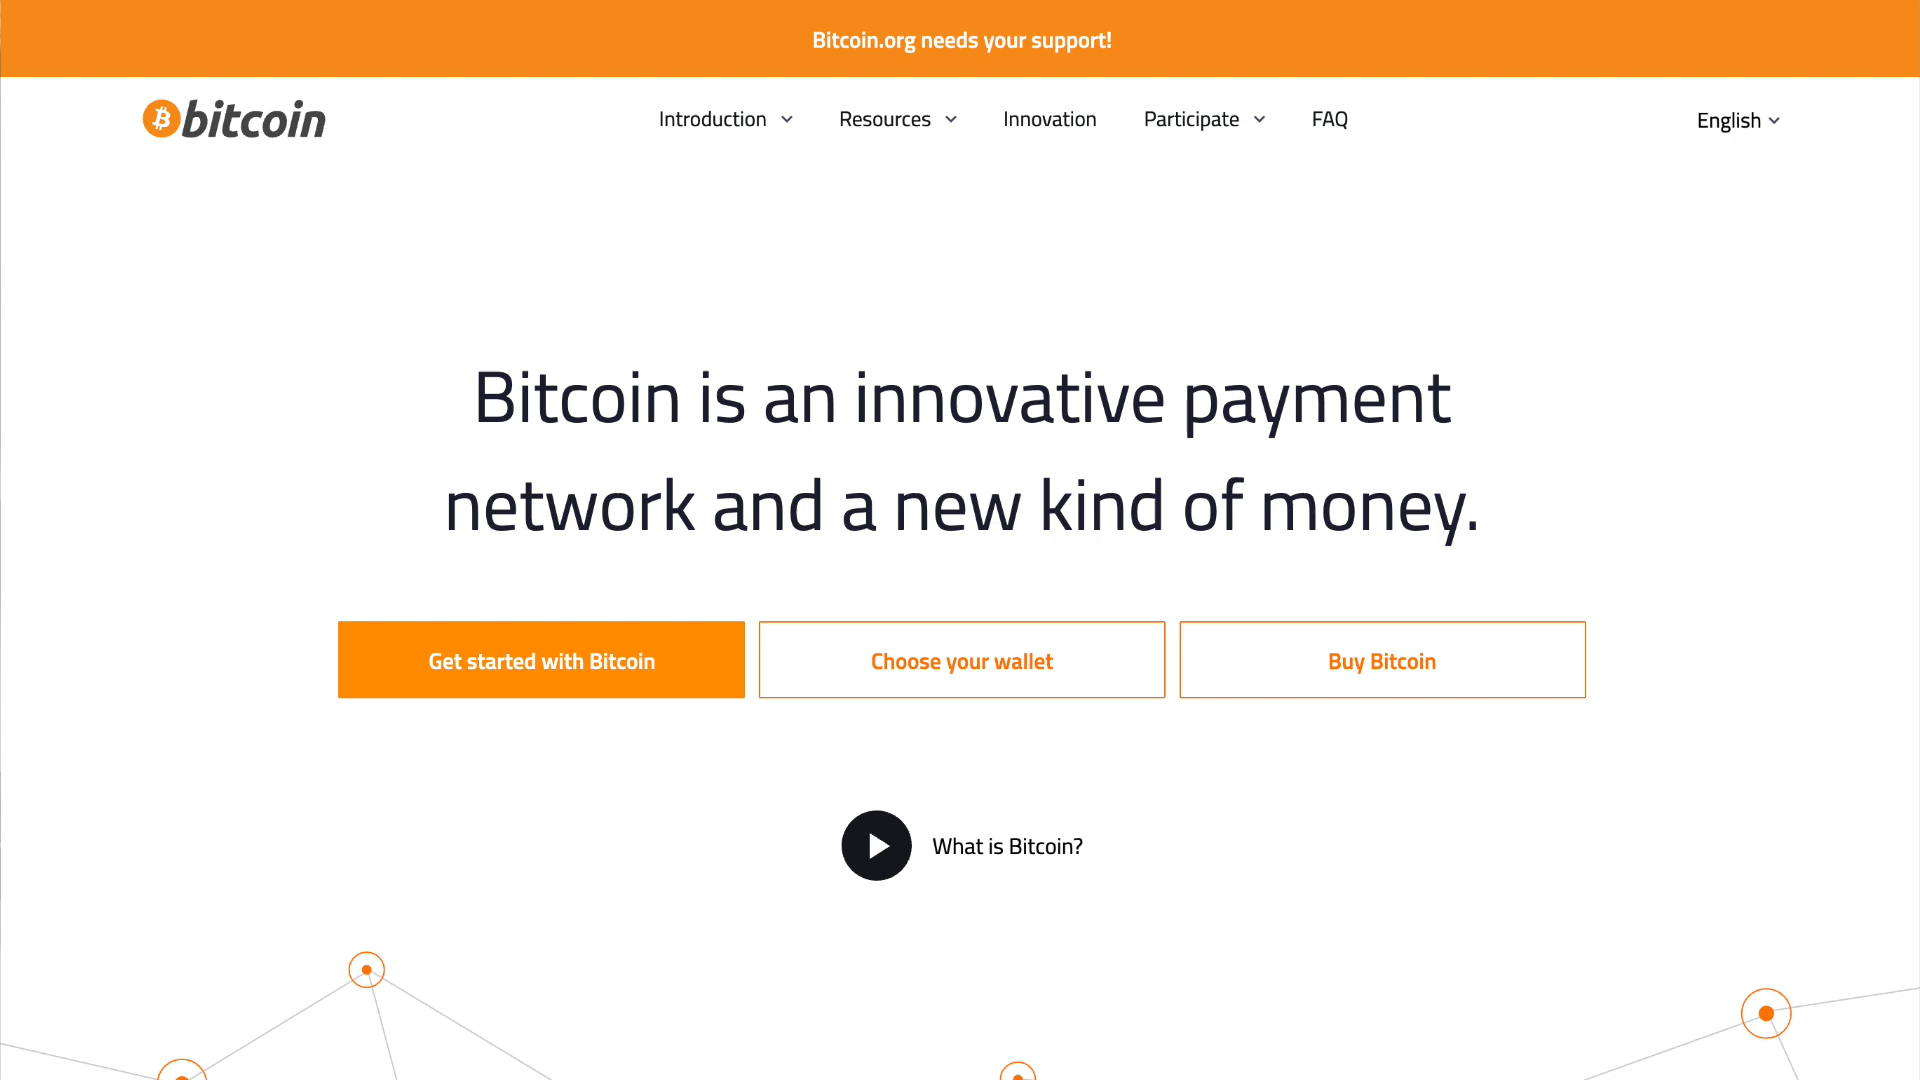 Bitcoin.org needs your support!
bitcoin
Introduction
Resources
Innovation
Participate
FAQ
English
Bitcoin is an innovative payment
network and a new kind of money.
Get started with Bitcoin
Choose your wallet
Buy Bitcoin
What is Bitcoin?